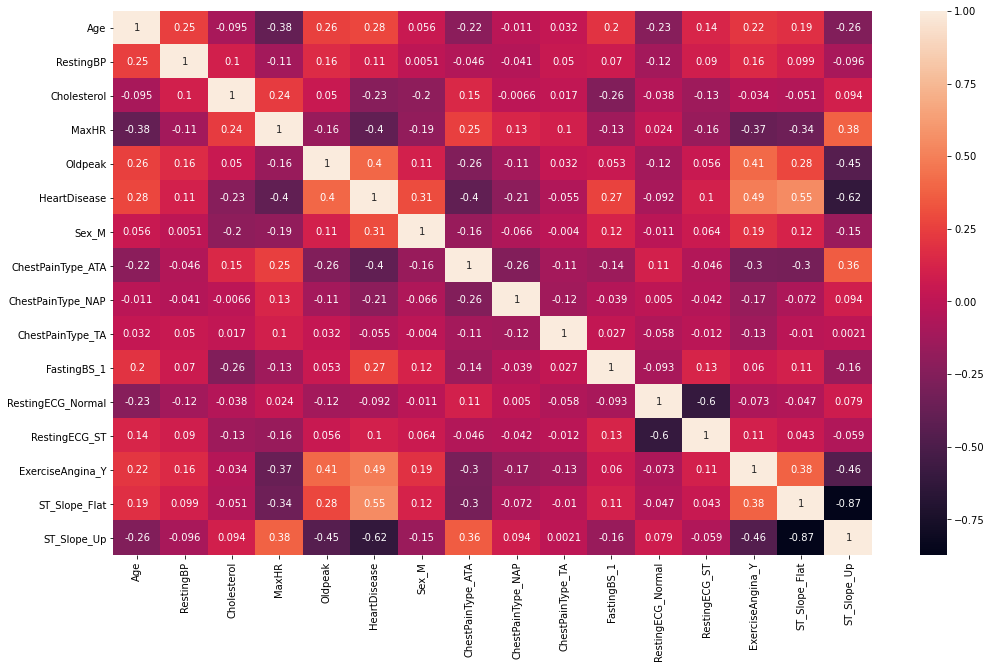 Age 1 0.25 -0.095 -0.38 0.26 0.28 0.056 -0.22 -0.011 0.032 0.2 -0.23 0.14 0.22 0.19 -0.26
RestingBP 0.25 1 0.1 -0.11 0.16 0.11 0.0051 -0.046 -0.041 0.05 0.07 -0.12 0.09 0.16 0.099 -0.096
Cholesterol -0.095 0.1 1 0.24 0.05 -0.23 -0.2 0.15 -0.0066 0.017 -0.26 -0.038 -0.13 -0.034 -0.051 0.094
MaxHR -0.38 -0.11 0.24 1 -0.16 -0.4 -0.19 0.25 0.13 0.1 -0.13 0.024 -0.16 -0.37 -0.34 0.38
Oldpeak 0.26 0.16 0.05 -0.16 1 0.4 0.11 -0.26 -0.11 0.032 0.053 -0.12 0.056 0.41 0.28 -0.45
HeartDisease 0.28 0.11 -0.23 -0.4 0.4 1 0.31 -0.4 -0.21 -0.055 0.27 -0.092 0.1 0.49 0.55 -0.62
Sex_M 0.056 0.0051 -0.2 -0.19 0.11 0.31 1 -0.16 -0.066 -0.004 0.12 -0.011 0.064 0.19 0.12 -0.15
ChestPainType_ATA -0.22 -0.046 0.15 0.25 -0.26 -0.4 -0.16 1 -0.26 -0.11 -0.14 0.11 -0.046 -0.3 -0.3 0.36
ChestPainType_NAP -0.011 -0.041 -0.0066 0.13 -0.11 -0.21 -0.066 -0.26 1 -0.12 -0.039 0.005 -0.042 -0.17 -0.072 0.094
ChestPainType_TA 0.032 0.05 0.017 0.1 0.032 -0.055 -0.004 -0.11 -0.12 1 0.027 -0.058 -0.012 -0.13 -0.01 0.0021
FastingBS_1 0.2 0.07 -0.26 -0.13 0.053 0.27 0.12 -0.14 -0.039 0.027 1 -0.093 0.13 0.06 0.11 -0.16
RestingECG_Normal -0.23 -0.12 -0.038 0.024 -0.12 -0.092 -0.011 0.11 0.005 -0.058 -0.093 1 -0.6 -0.073 -0.047 0.079
RestingECG_ST 0.14 0.09 -0.13 -0.16 0.056 0.1 0.064 -0.046 -0.042 -0.012 0.13 -0.6 1 0.11 0.043 -0.059
ExerciseAngina_Y 0.22 0.16 -0.034 -0.37 0.41 0.49 0.19 -0.3 -0.17 -0.13 0.06 -0.073 0.11 1 0.38 -0.46
ST_Slope_Flat 0.19 0.099 -0.051 -0.34 0.28 0.55 0.12 -0.3 -0.072 -0.01 0.11 -0.047 0.043 0.38 1 -0.87
ST_Slope_Up -0.26 -0.096 0.094 0.38 -0.45 -0.62 -0.15 0.36 0.094 0.0021 -0.16 0.079 -0.059 -0.46 -0.87 1
Age
RestingBP
Cholesterol
MaxHR
Oldpeak
HeartDisease
Sex_M
ChestPainType_ATA
ChestPainType_NAP
ChestPainType_TA
FastingBS_1
RestingECG_Normal
RestingECG_ST
ExerciseAngina_Y
ST_Slope_Flat
ST_Slope_Up
1.00
0.75
0.50
0.25
0.00
-0.25
-0.50
-0.75